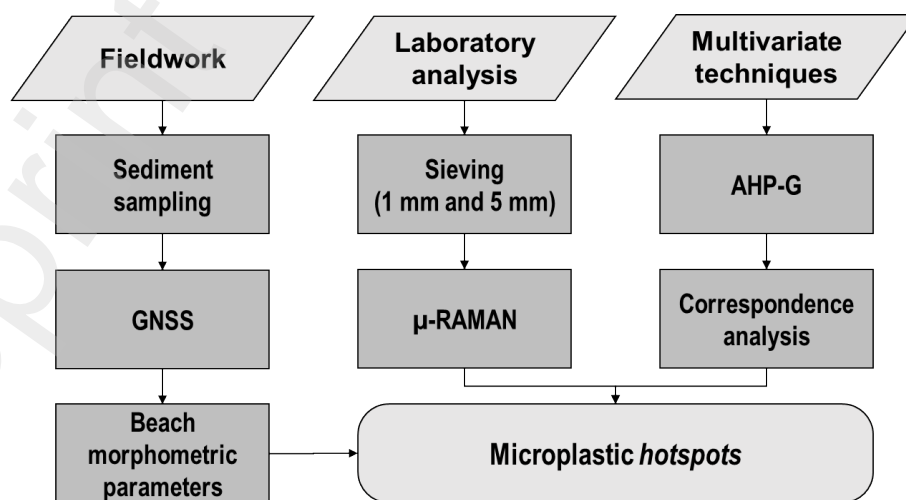 Fieldwork
Laboratory
analysis
Multivariate
techniques
Sediment
sampling
Sieving
(1 mm and 5 mm)
AHP-G
GNSS
µ-RAMAN
Correspondence
analysis
Beach
morphometric
parameters
Microplastic hotspots
print